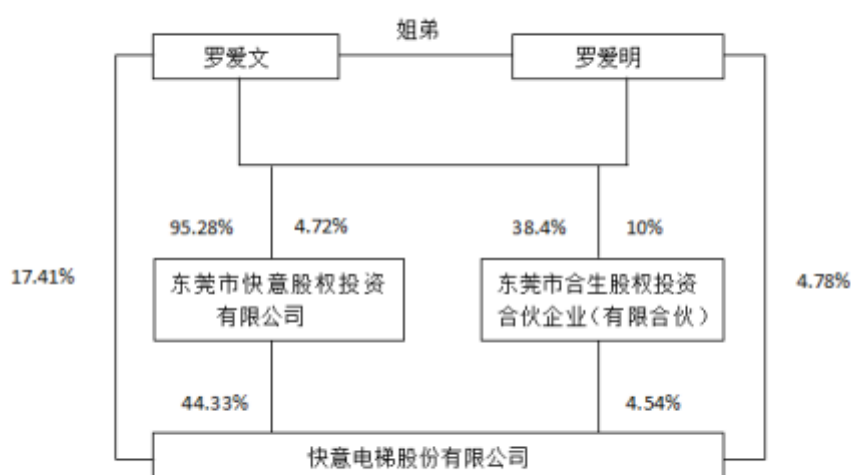 姐弟
罗爱文
罗爱明
95.28%
4.72%
38.4%
10%
17.41%
4.78%
东莞市快意股权投资
有限公司
东莞市合生股权投资
合伙企业（有限合伙）
44.33%
4.54%
快意电梯股份有限公司